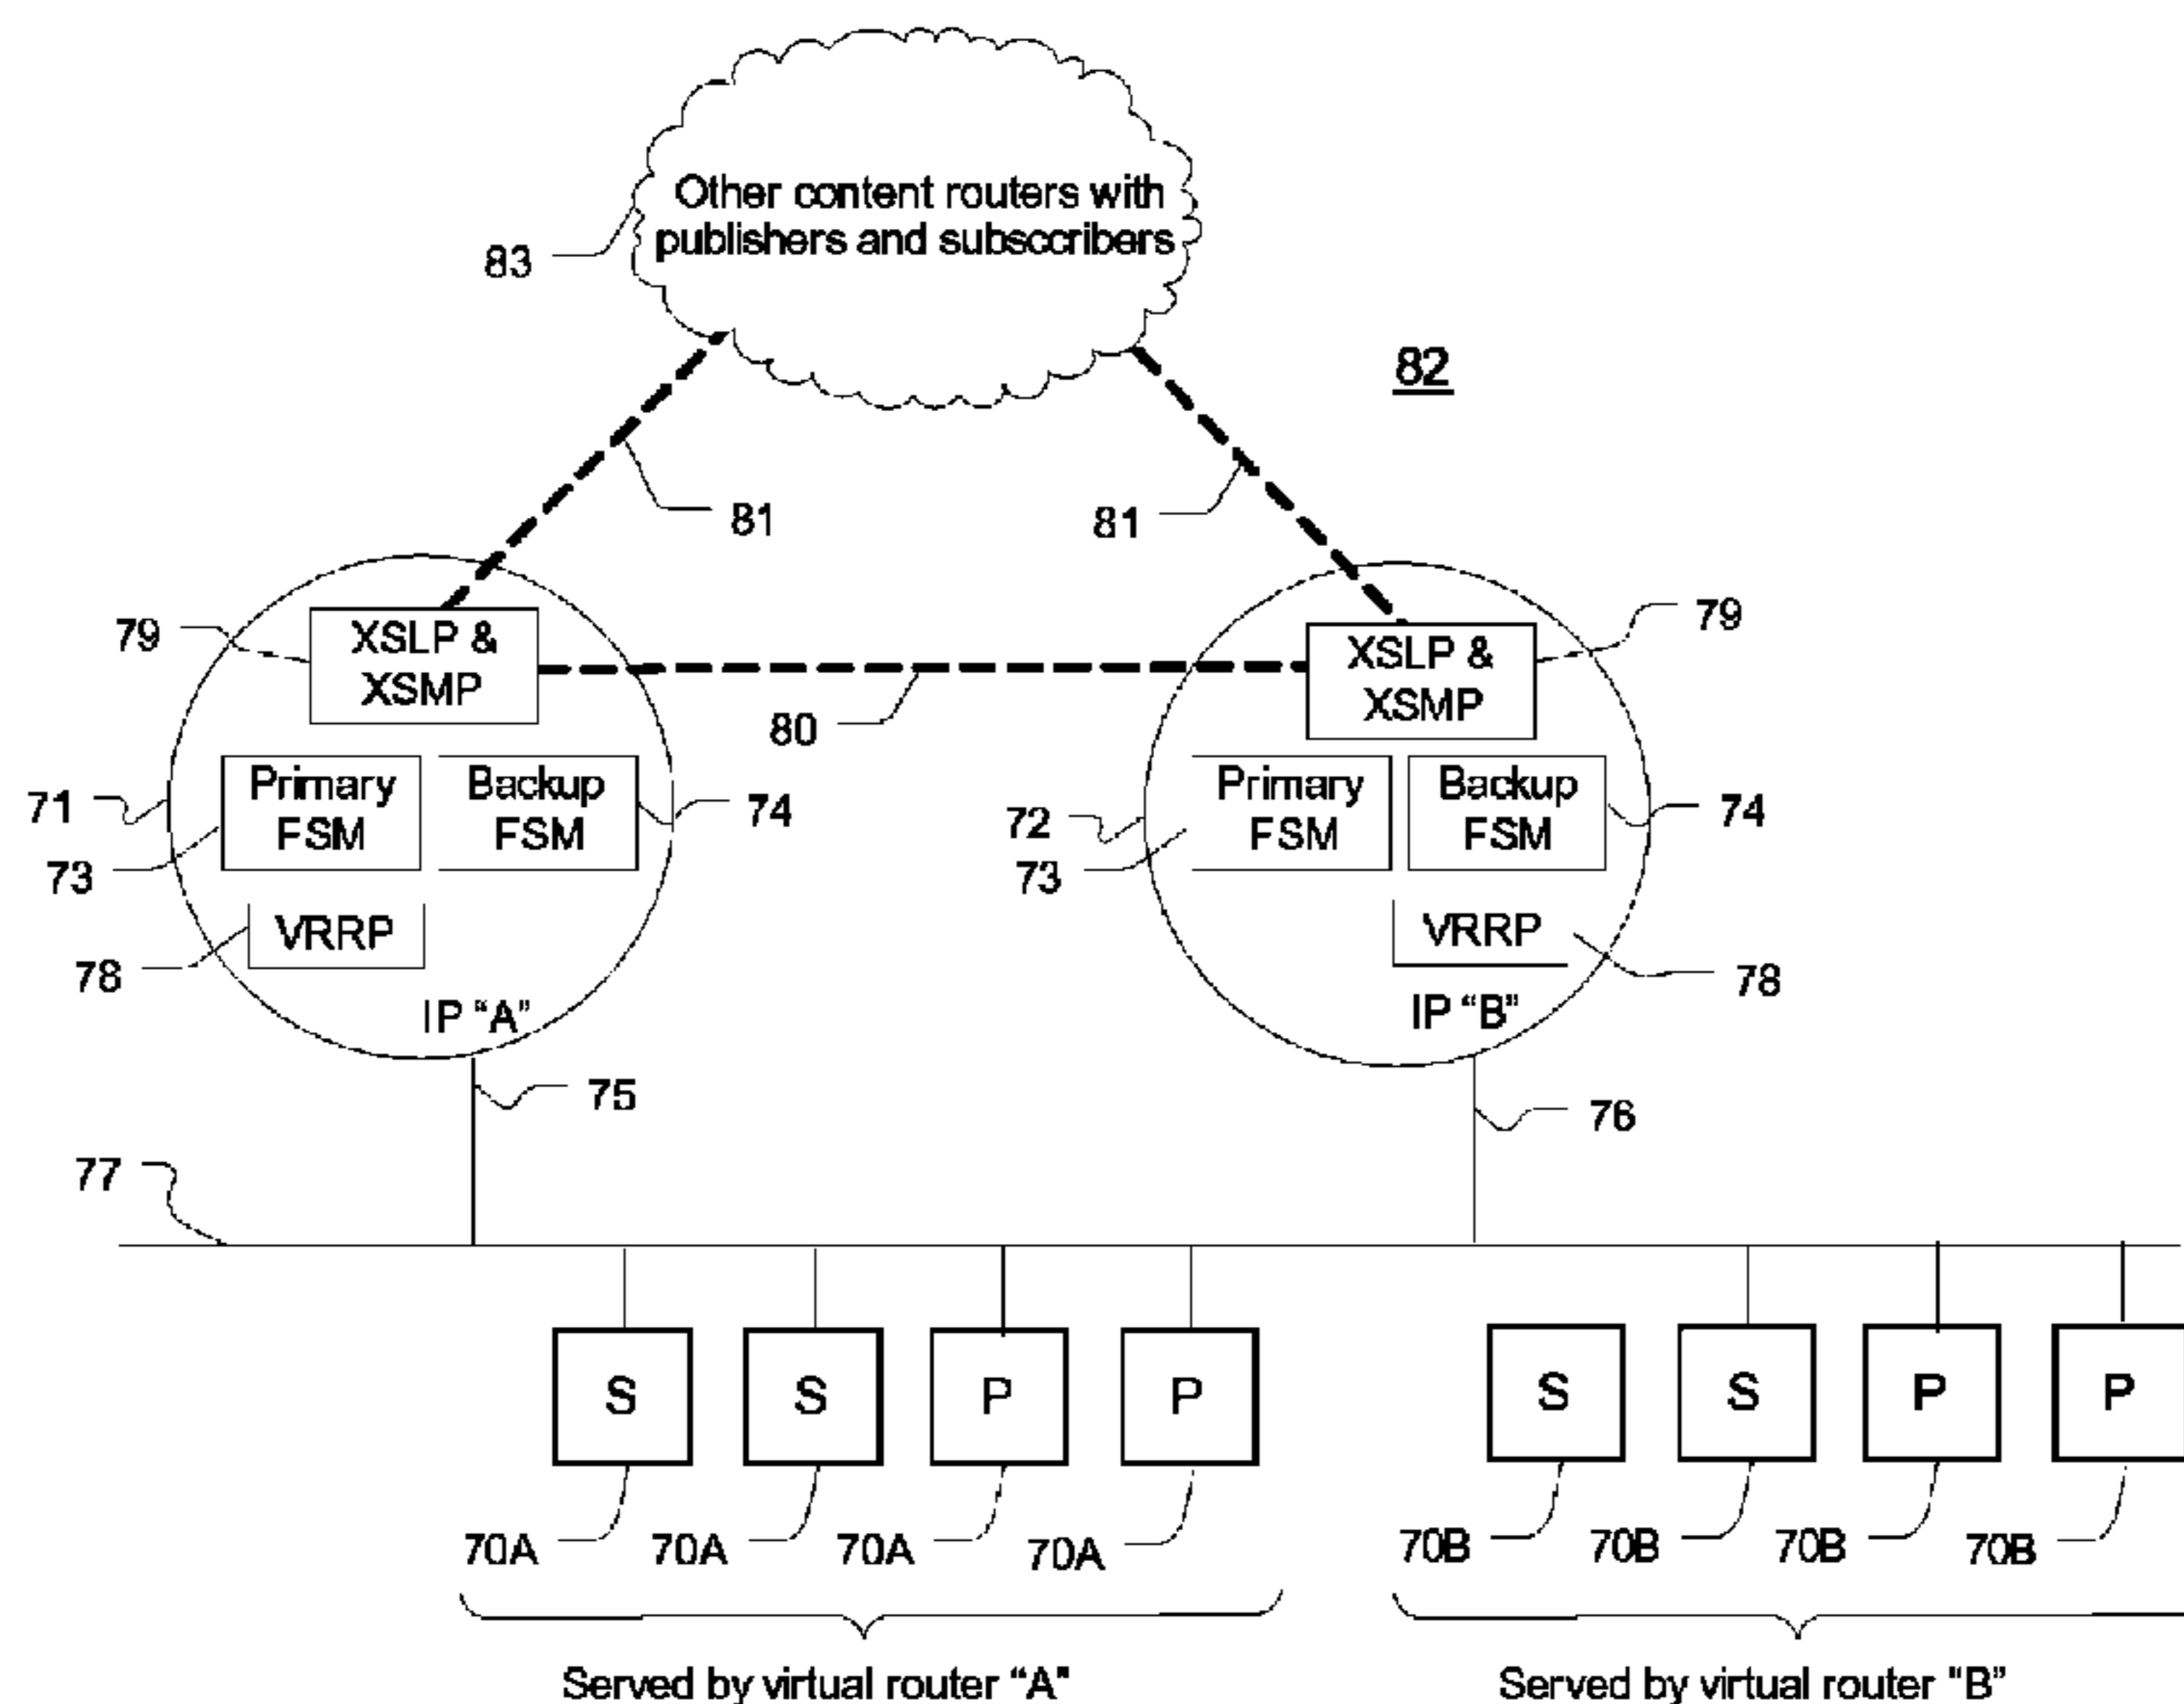 Other content routers with
publishers and subsccribers
83
82
81
81
79
XSLP &
XSMP
XSLP &
XSMP
79
80
71
Primary
FSM
Backup
FSM
74
73
72
Primary
FSM
Backup
FSM
74
73
VRRP
78
VRRP
78
IP “A”
IP “B”
75
76
77
S
S
P
P
S
S
P
P
70A
70A
70A
70A
70B
70B
70B
70B
Served by virtual router “A”
Served by virtual router “B”